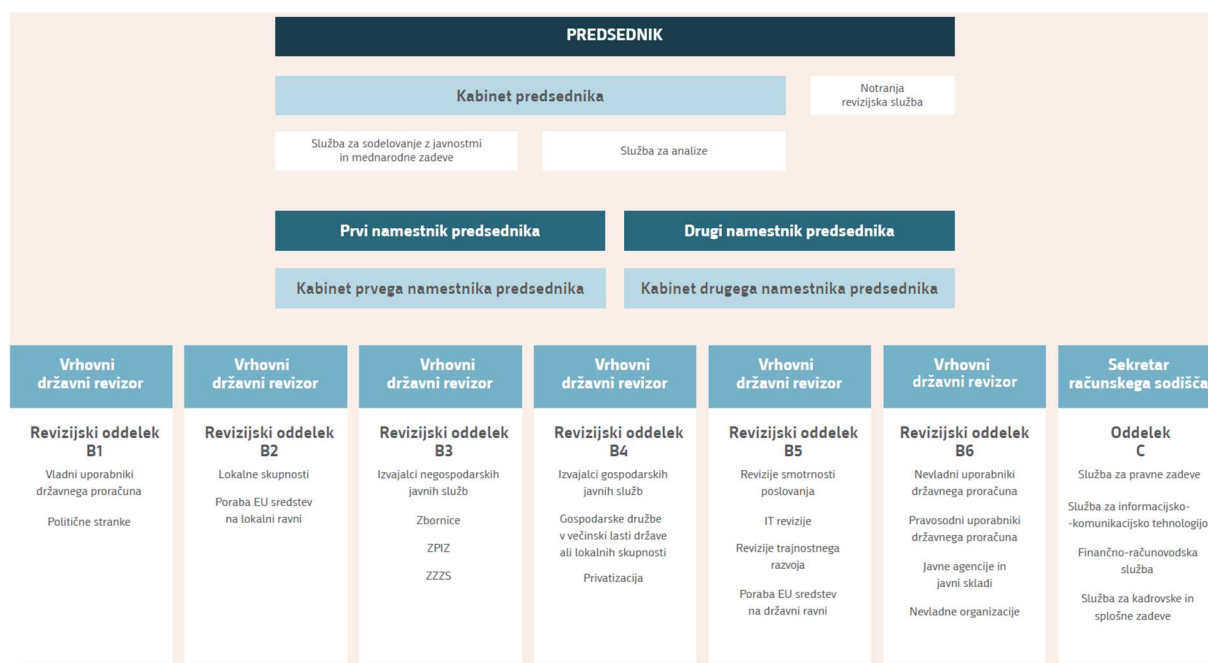 PREDSEDNIK
Kabinet predsednika
Notranja
revizijska služba
Služba za sodelovanje z javnostmi
in mednarodne zadeve
Služba za analize
Prvi namestnik predsednika
Drugi namestnik predsednika
Kabinet prvega namestnika predsednika
Kabinet drugega namestnika predsednika
Vrhovni
državni revizor
Revizijski oddelek
B1
Vladni uporabniki
državnega proračuna
Politične stranke
Vrhovni
državni revizor
Revizijski oddelek
B2
Lokalne skupnosti
Poraba EU sredstev
na lokalni ravni
Vrhovni
državni revizor
Revizijski oddelek
B3
Izvajalci negospodarskih
javnih služb
Zbornice
ZPIZ
ZZZS
Vrhovni
državni revizor
Revizijski oddelek
B4
Izvajalci gospodarskih
javnih služb
Gospodarske družbe
v večinski lasti države
ali lokalnih skupnosti
Privatizacija
Vrhovni
državni revizor
Revizijski oddelek
B5
Revizije smotrnosti
poslovanja
IT revizije
Revizije trajnostnega
razvoja
Poraba EU sredstev
na državni ravni
Vrhovni
državni revizor
Revizijski oddelek
B6
Nevladni uporabniki
državnega proračuna
Pravosodni uporabniki
državnega proračuna
Javne agencije in
javni skladi
Nevladne organizacije
Sekretar
računskega sodišča
Oddelek
C
Služba za pravne zadeve
Služba za informacijsko-
-komunikacijsko tehnologijo
Finančno-računovodska
služba
Služba za kadrovske in
splošne zadeve